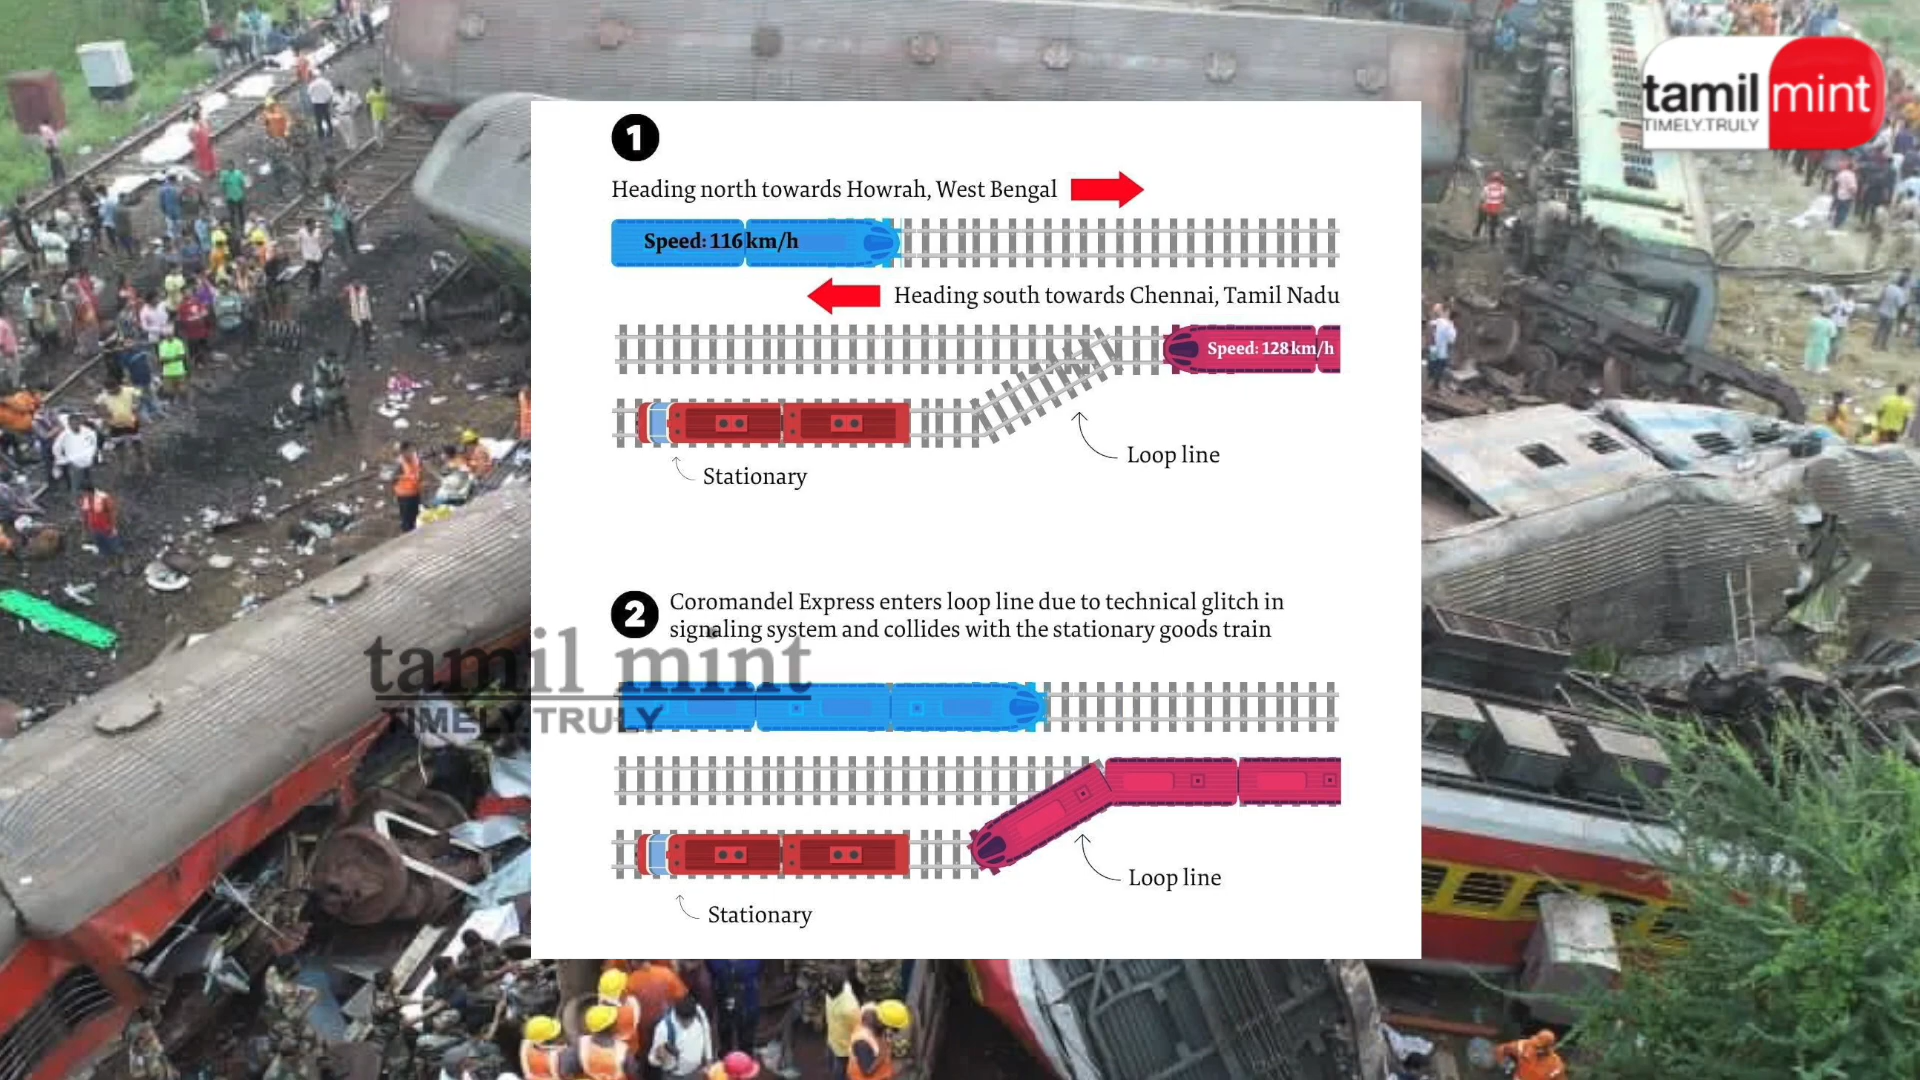 tamil mint
TIMELY.TRULY
1
Heading north towards Howrah, West Bengal
Speed: 116 km/h
Heading south towards Chennai, Tamil Nadu
Speed: 128 km/h
Loop line
Stationary
2 Coromandel Express enters loop line due to technical glitch in
signaling system and collides with the stationary goods train
tamil mint
TIMELY.TRULY
Loop line
Stationary